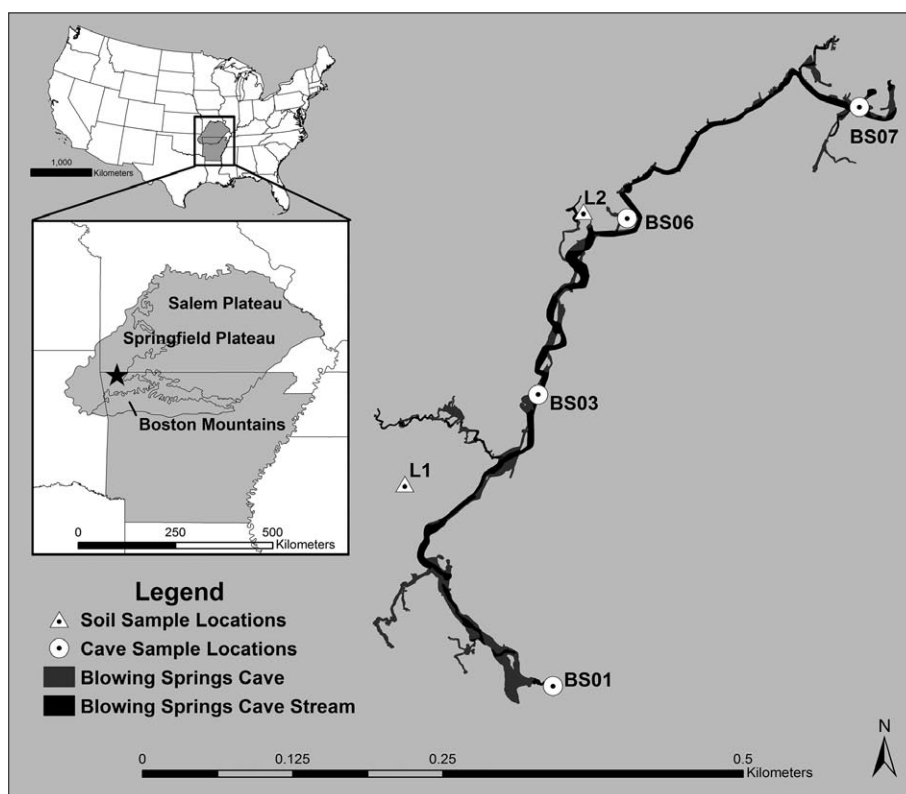 1,000
Kilometers
Salem Plateau
Springfield Plateau
Boston Mountains
0 250 500
Kilometers
Legend
Soil Sample Locations
Cave Sample Locations
Blowing Springs Cave
Blowing Springs Cave Stream
BS07
L2
BS06
BS03
L1
BS01
N
0 0.125 0.25 0.5
Kilometers